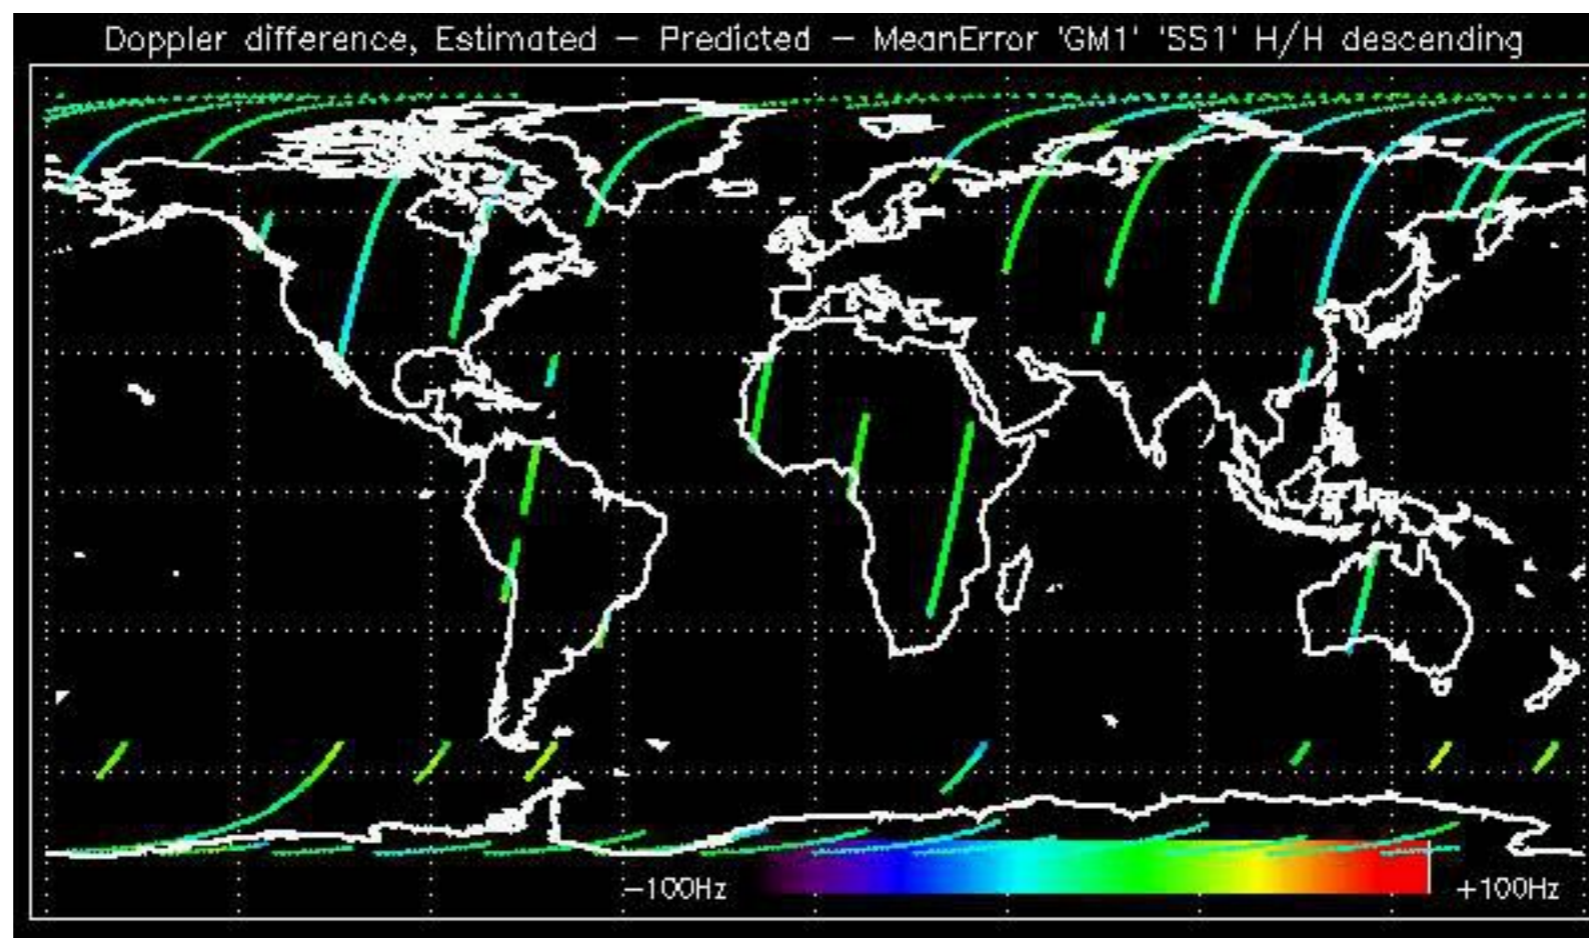 Doppler difference, Estimated – Predicted – MeanError 'GM1' 'SS1' H/H descending
−100Hz +100Hz